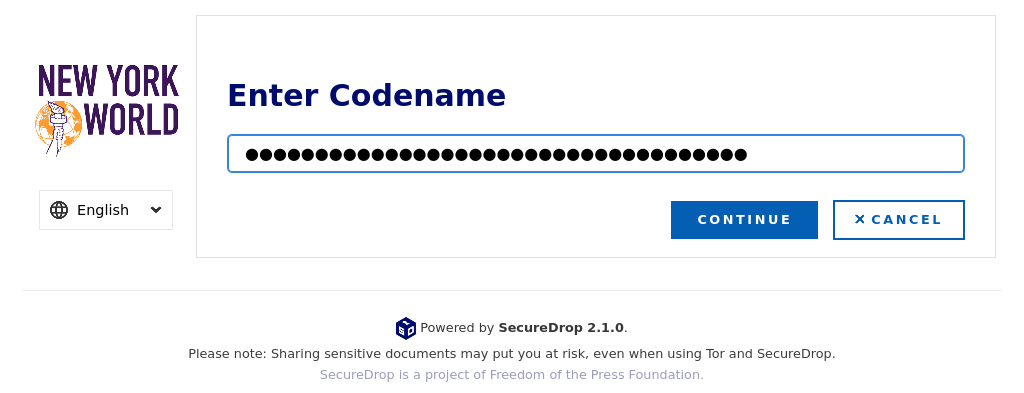 NEW YORK
WORLD
English
Enter Codename
●●●●●●●●●●●●●●●●●●●●●●●●●●●●●●●●●●●●
CONTINUE
✕ CANCEL
Powered by SecureDrop 2.1.0.
Please note: Sharing sensitive documents may put you at risk, even when using Tor and SecureDrop.
SecureDrop is a project of Freedom of the Press Foundation.